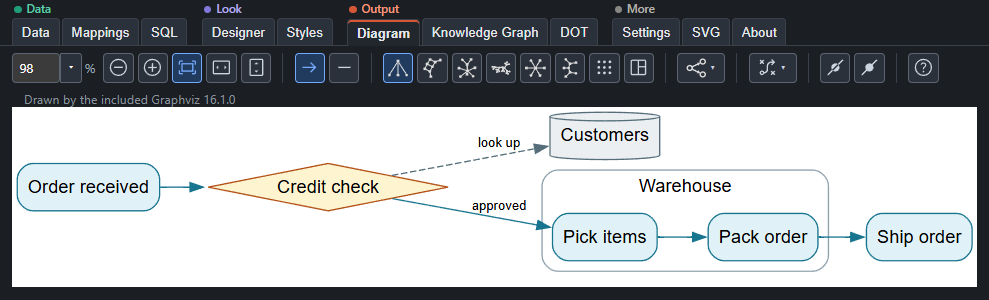 Data Look Output More
Data Mappings SQL Designer Styles Diagram Knowledge Graph DOT Settings SVG About
98 %
Drawn by the included Graphviz 16.1.0
Customers
look up
Order received
Credit check
Warehouse
approved
Pick items
Pack order
Ship order